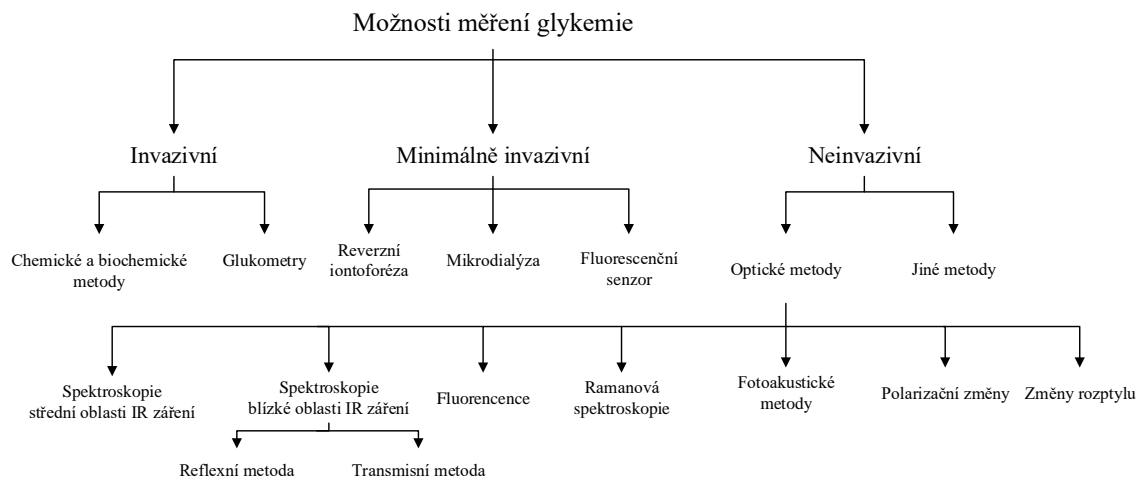 Možnosti měření glykemie
Invazivní
Minimálně invazivní
Neinvazivní
Chemické a biochemické
metody
Glukometry
Reverzní
iontoforéza
Mikrodialýza
Fluorescenční
senzor
Optické metody
Jiné metody
Spektroskopie
střední oblasti IR záření
Spektroskopie
blízké oblasti IR záření
Fluorencence
Ramanová
spektroskopie
Fotoakustické
metody
Polarizační změny
Změny rozptylu
Reflexní metoda
Transmisní metoda